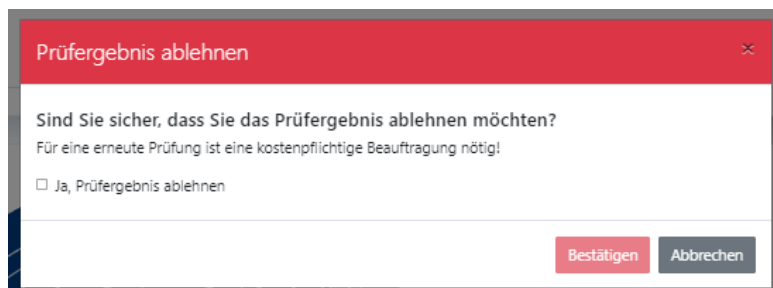 Prüfergebnis ablehnen
Sind Sie sicher, dass Sie das Prüfergebnis ablehnen möchten?
Für eine erneute Prüfung ist eine kostenpflichtige Beauftragung nötig!
Ja, Prüfergebnis ablehnen
Bestätigen Abbrechen